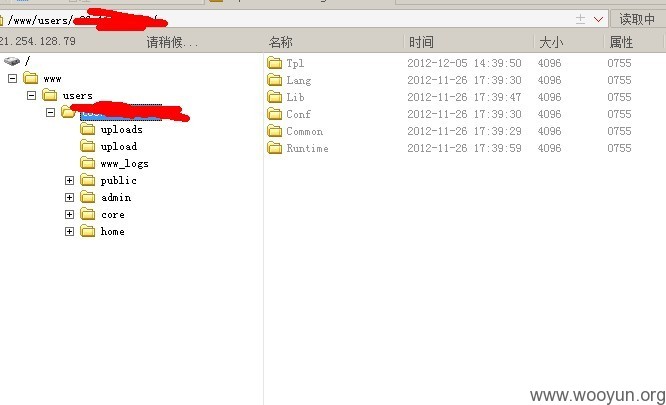 /www/users/
读取中
21.254.128.79 请稍候... 名称 时间 大小 属性
/
www
users
uploads
upload
www_logs
public
admin
core
home
Tpl 2012-12-05 14:39:50 4096 0755
Lang 2012-11-26 17:39:30 4096 0755
Lib 2012-11-26 17:39:47 4096 0755
Conf 2012-11-26 17:39:30 4096 0755
Common 2012-11-26 17:39:29 4096 0755
Runtime 2012-11-26 17:39:59 4096 0755
www.wooyun.org